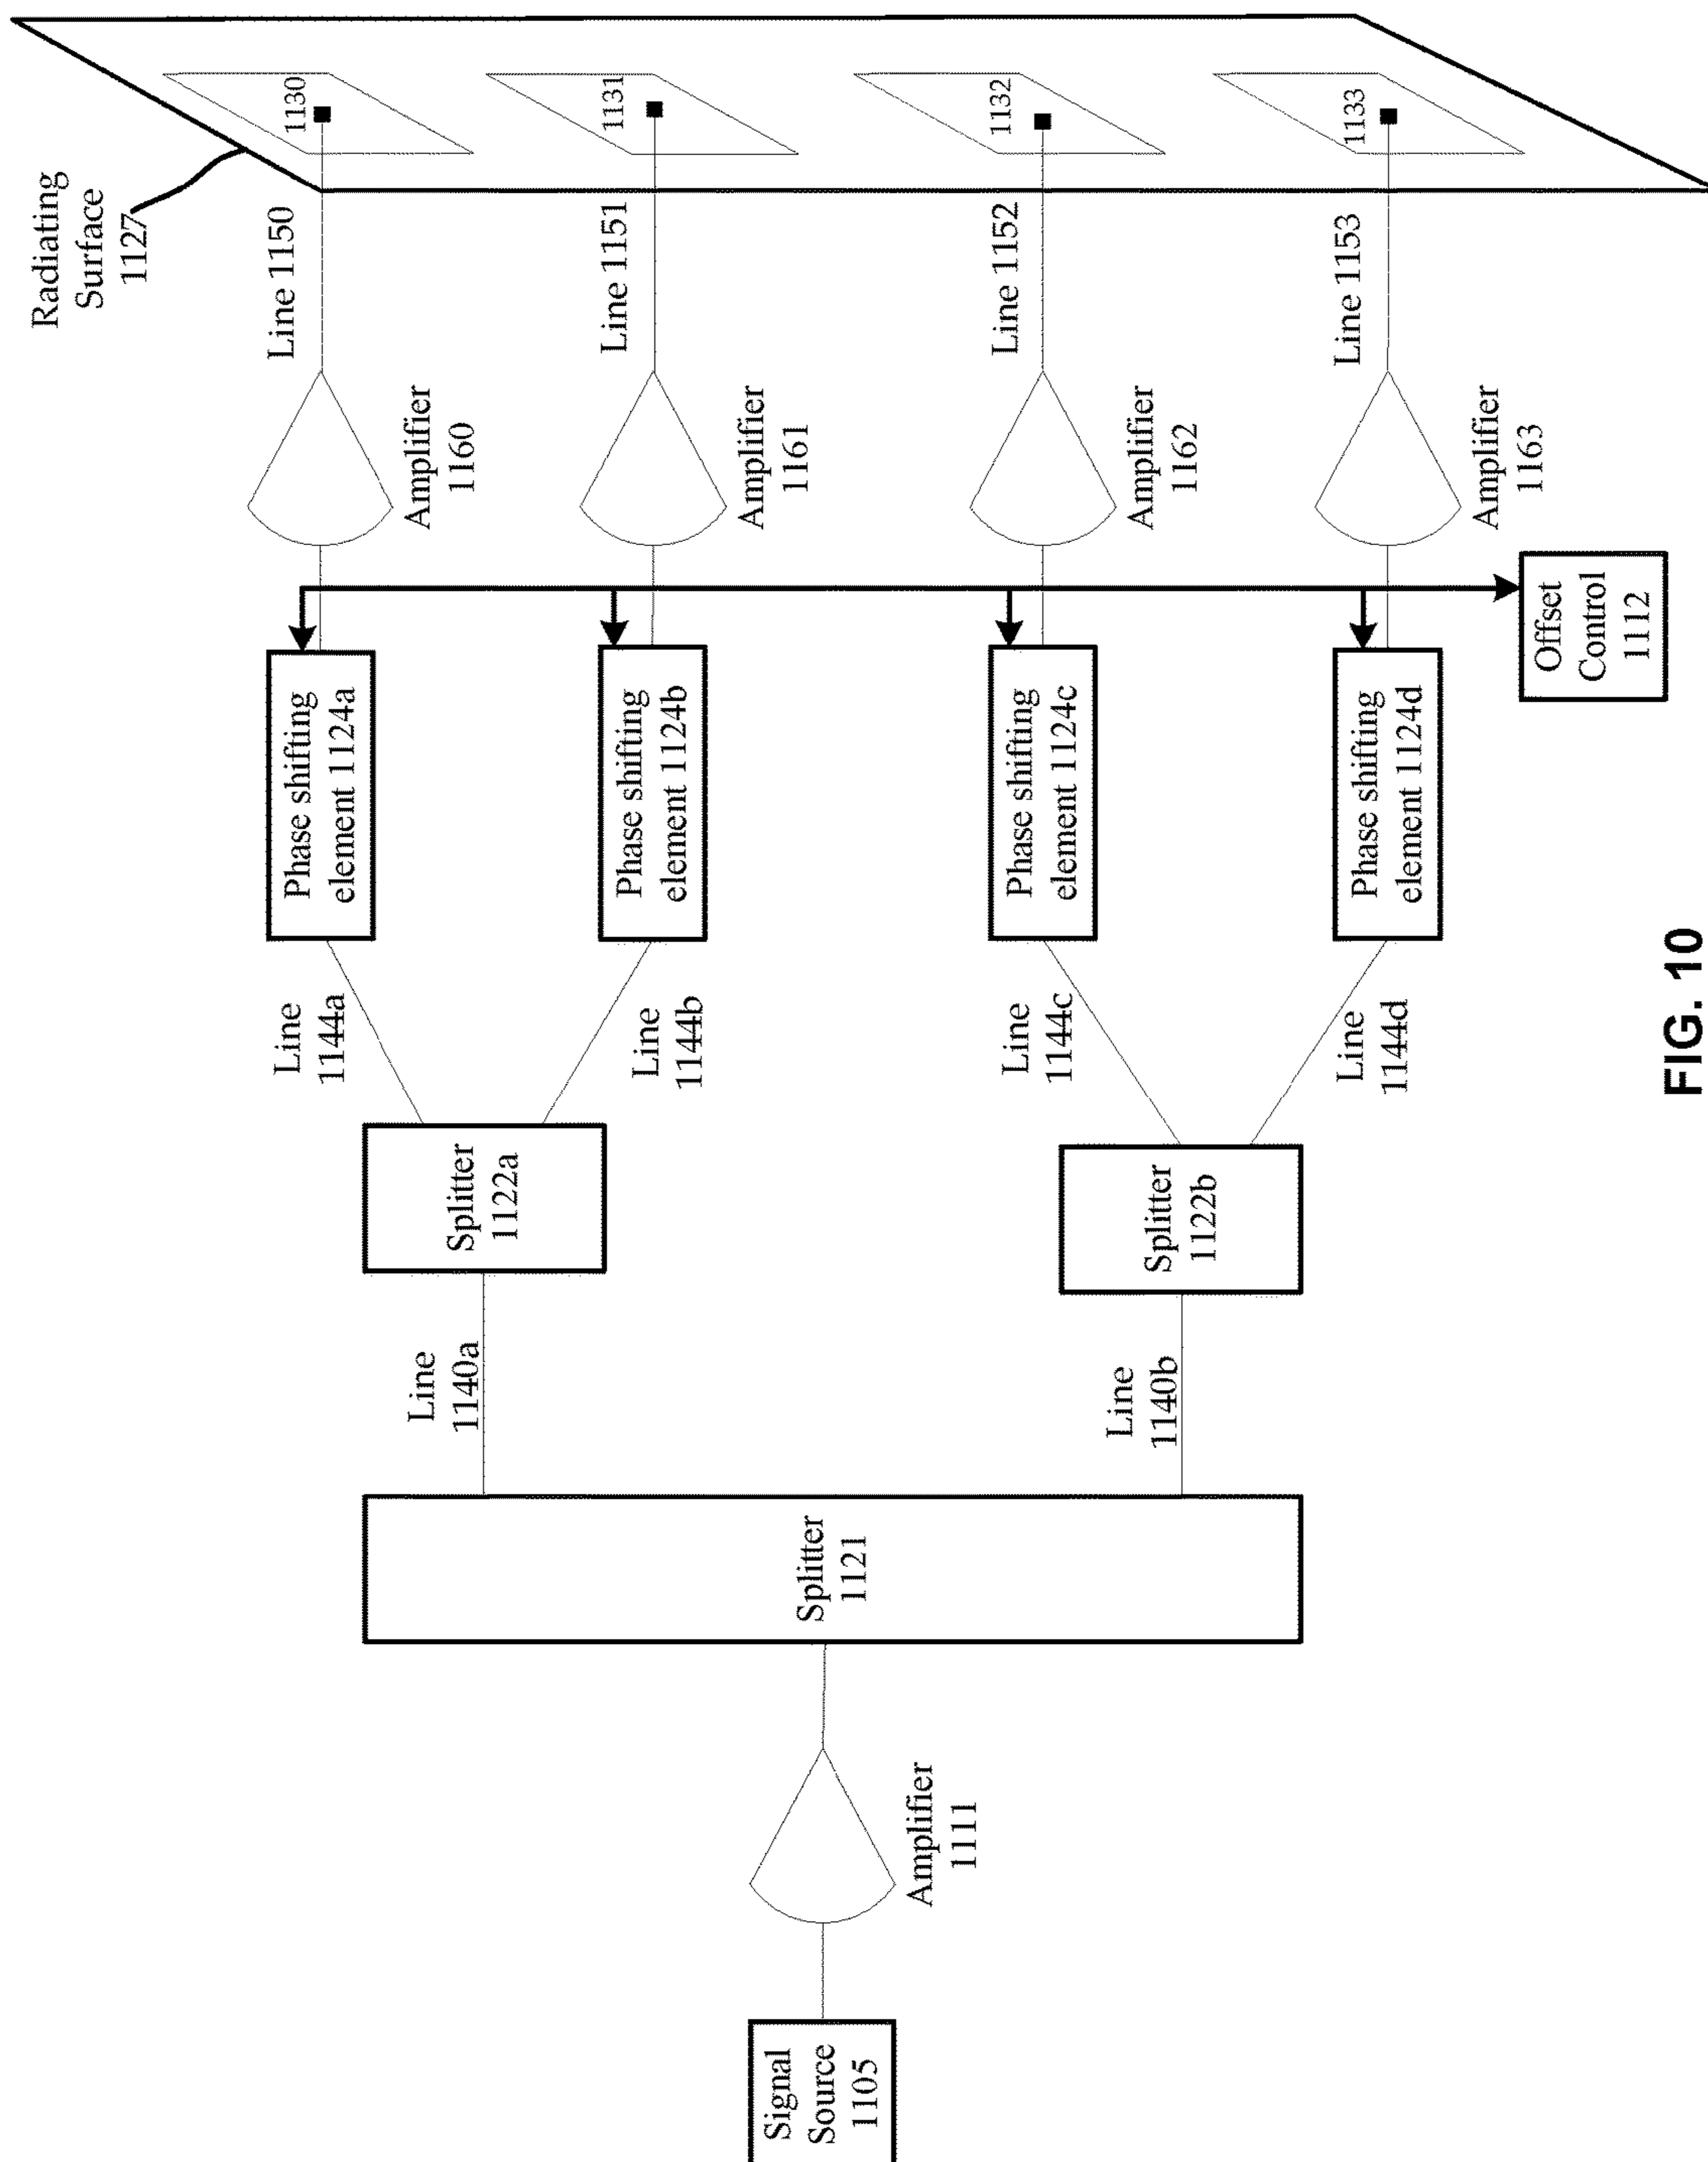 Radiating
Surface
1127
1130
1131
1132
1133
Line 1150
Line 1151
Line 1152
Line 1153
Amplifier
1160
Amplifier
1161
Amplifier
1162
Amplifier
1163
Phase shifting
element 1124a
Phase shifting
element 1124b
Phase shifting
element 1124c
Phase shifting
element 1124d
Offset
Control
1112
Line
1144a
Line
1144b
Line
1144c
Line
1144d
Splitter
1122a
Splitter
1122b
Line
1140a
Line
1140b
Splitter
1121
Amplifier
1111
Signal
Source
1105
FIG. 10